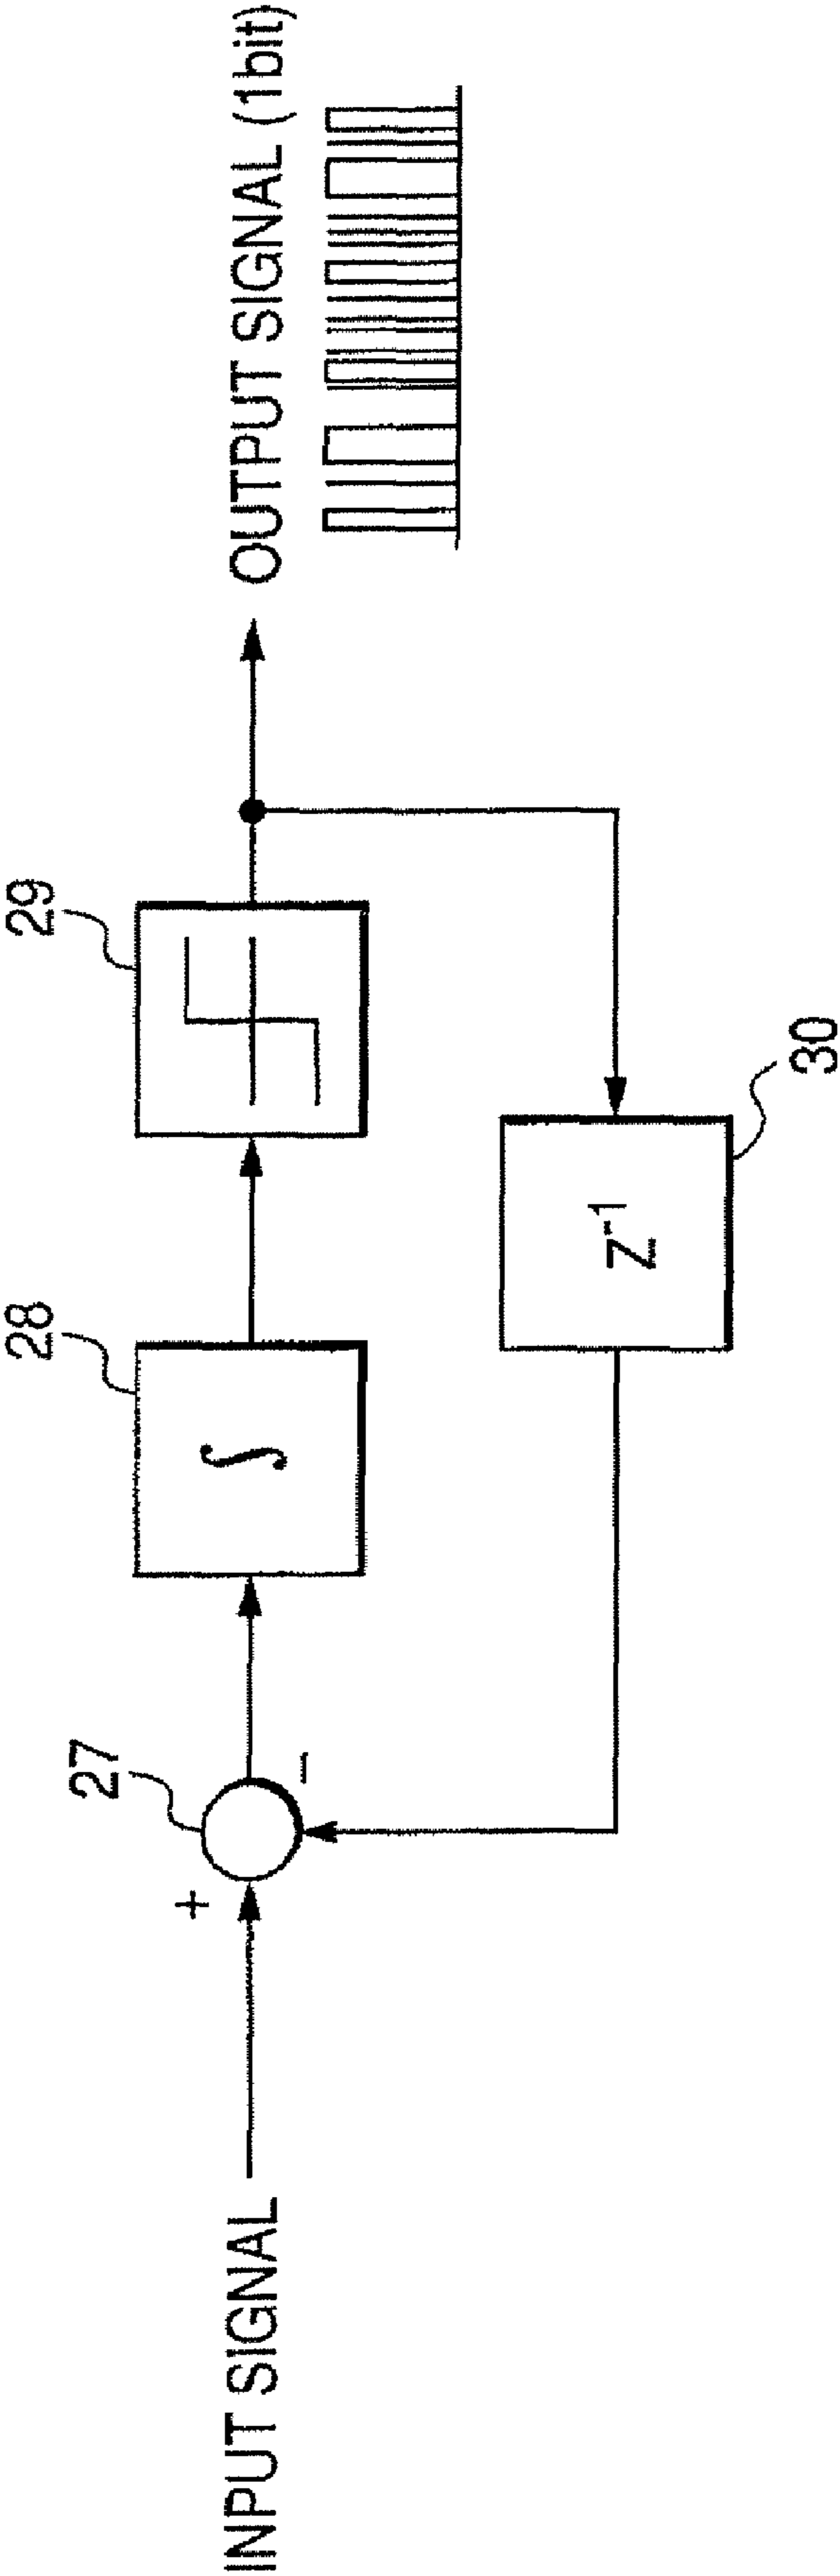 INPUT SIGNAL
+
−
27
28
∫
29
Z⁻¹
30
OUTPUT SIGNAL (1bit)